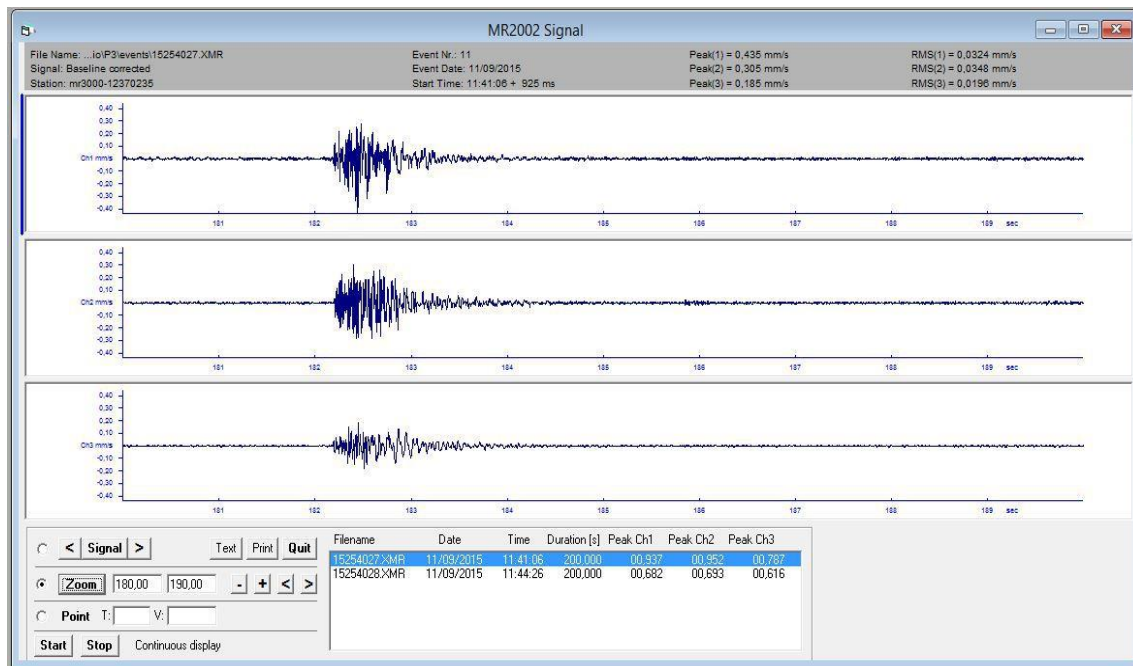 MR2002 Signal
File Name: ...io\P3\events\15254027.XMR Event Nr.: 11 Peak(1) = 0,435 mm/s RMS(1) = 0,0324 mm/s
Signal: Baseline corrected Event Date: 11/09/2015 Peak(2) = 0,305 mm/s RMS(2) = 0,0348 mm/s
Station: mr3000-12370235 Start Time: 11:41:06 + 925 ms Peak(3) = 0,185 mm/s RMS(3) = 0,0196 mm/s
0,40
0,30
0,20
0,10
Ch1 mm/s
-0,10
-0,20
-0,30
-0,40
181 182 183 184 185 186 187 188 189 sec
0,40
0,30
0,20
0,10
Ch2 mm/s
-0,10
-0,20
-0,30
-0,40
181 182 183 184 185 186 187 188 189 sec
0,40
0,30
0,20
0,10
Ch3 mm/s
-0,10
-0,20
-0,30
-0,40
181 182 183 184 185 186 187 188 189 sec
< Signal > Text Print Quit
Zoom 180,00 190,00 - + < >
Point T: V:
Start Stop Continuous display
Filename Date Time Duration [s] Peak Ch1 Peak Ch2 Peak Ch3
15254027.XMR 11/09/2015 11:41:06 200,000 00,937 00,952 00,787
15254028.XMR 11/09/2015 11:44:26 200,000 00,682 00,693 00,616